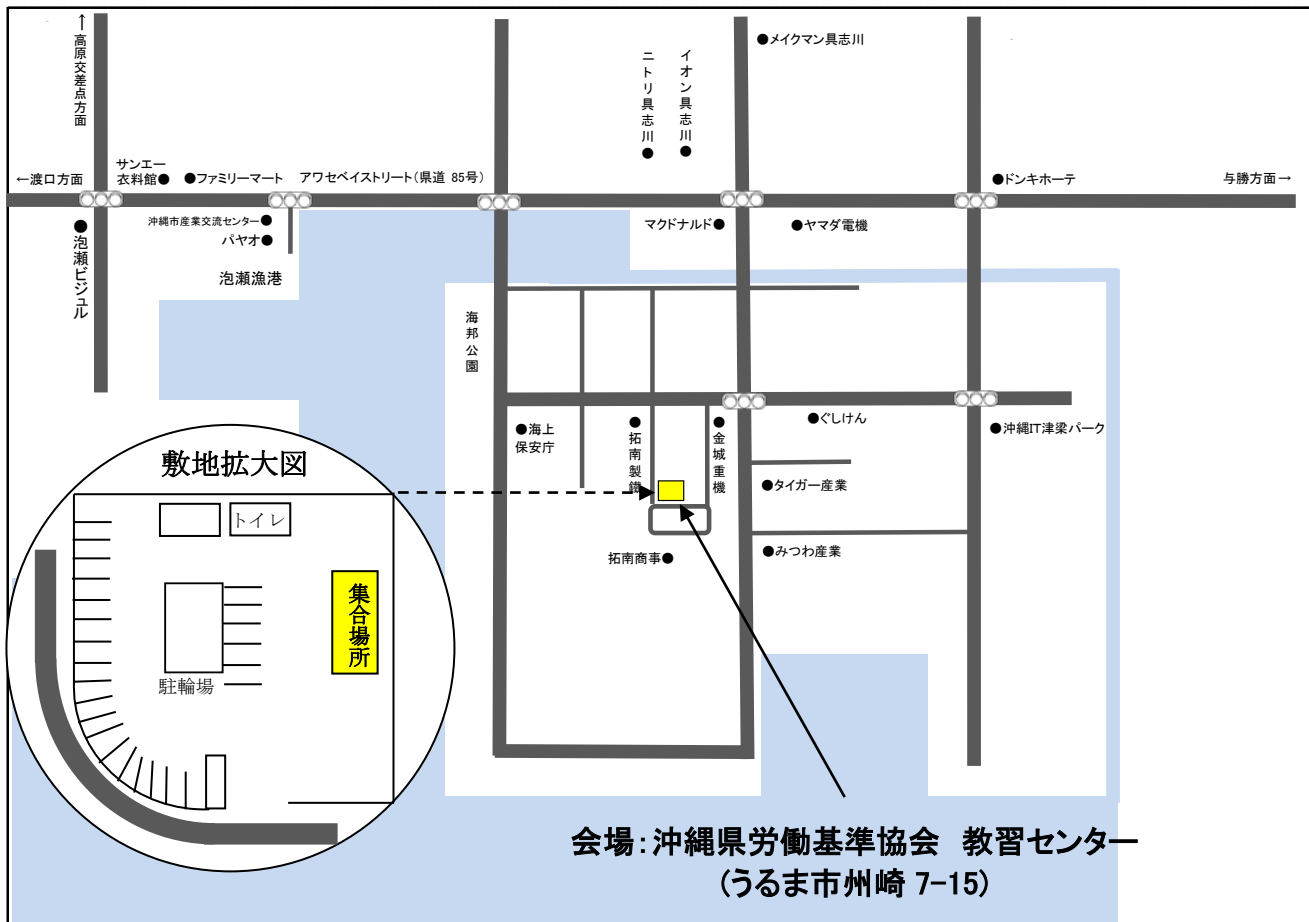 ↑高原交差点方面
ニトリ具志川●
イオン具志川●
●メイクマン具志川
←渡口方面
サンエー
衣料館●
●ファミリーマート
アワセベイストリート（県道 85号）
●ドンキホーテ
与勝方面→
●泡瀬ビジュル
沖縄市産業交流センター●
パヤオ●
泡瀬漁港
マクドナルド●
●ヤマダ電機
海邦公園
●海上
保安庁
●拓南製鐵
●金城重機
●ぐしけん
●沖縄IT津梁パーク
●タイガー産業
●みつわ産業
拓南商事●
敷地拡大図
トイレ
集合場所
駐輪場
会場：沖縄県労働基準協会　教習センター
（うるま市州崎 7-15）